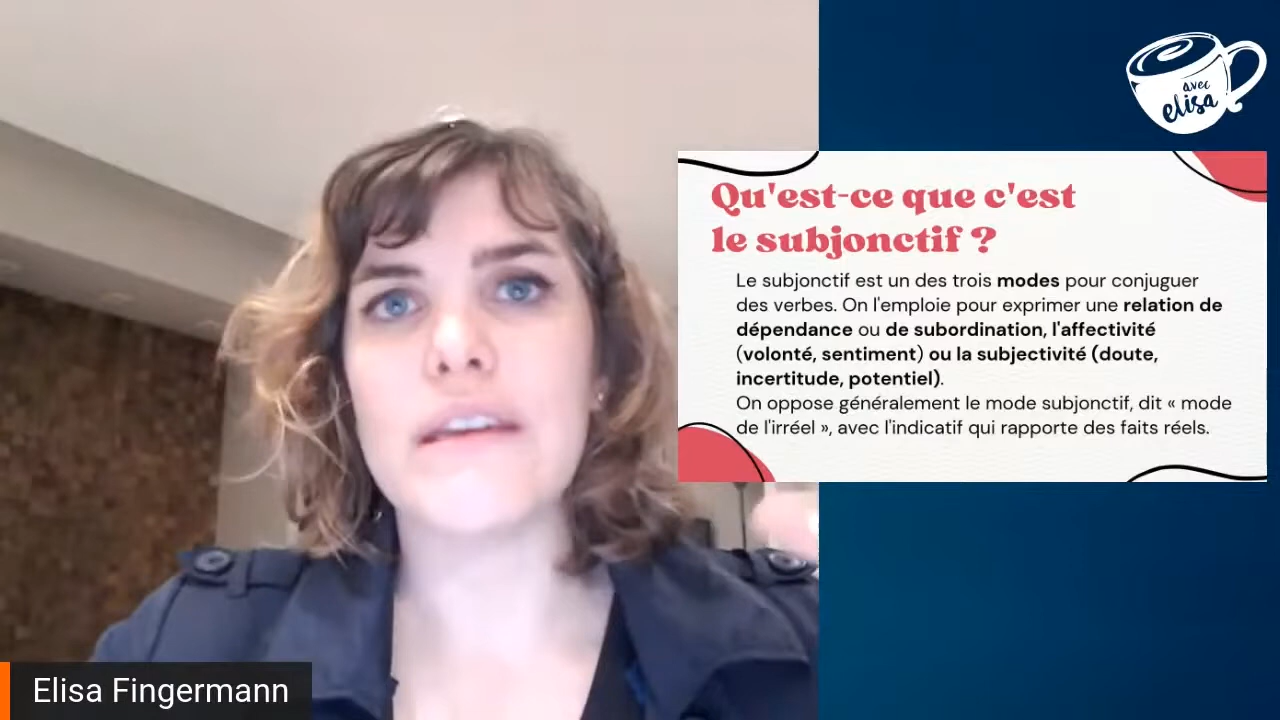 avec
elisa
Qu'est-ce que c'est
le subjonctif ?
Le subjonctif est un des trois modes pour conjuguer
des verbes. On l'emploie pour exprimer une relation de
dépendance ou de subordination, l'affectivité
(volonté, sentiment) ou la subjectivité (doute,
incertitude, potentiel).
On oppose généralement le mode subjonctif, dit « mode
de l'irréel », avec l'indicatif qui rapporte des faits réels.
Elisa Fingermann